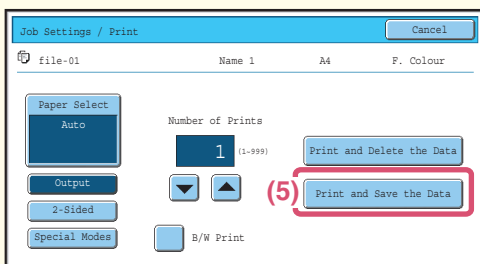 Job Settings / Print
Cancel
file-01 Name 1 A4 F. Colour
Paper Select
Auto
Number of Prints
1 (1-999)
Print and Delete the Data
Output
(5) Print and Save the Data
2-Sided
Special Modes
B/W Print